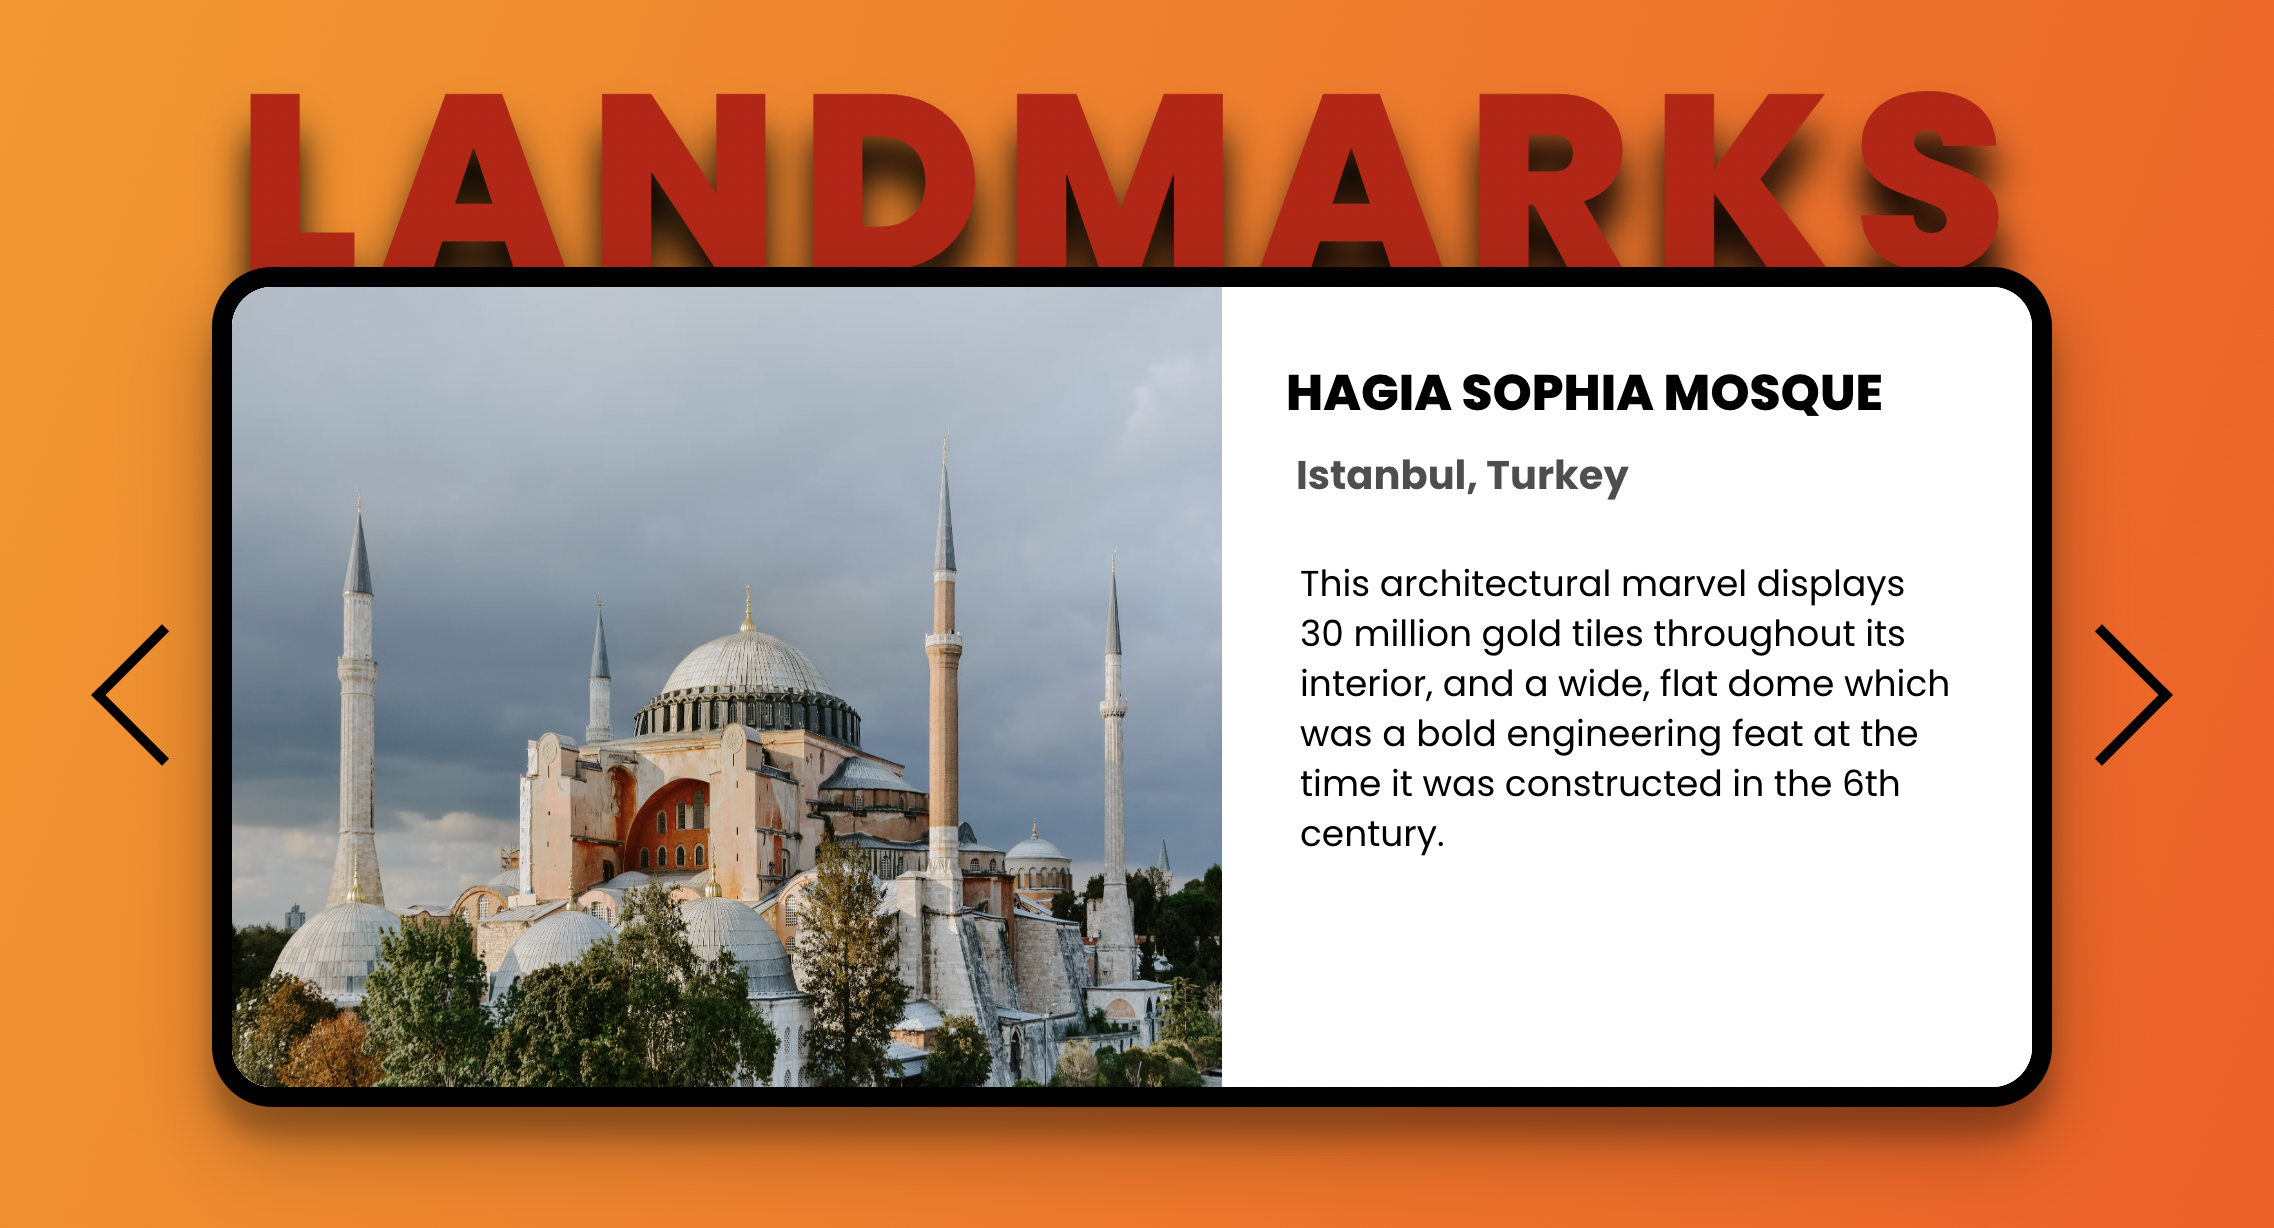 LANDMARKS
HAGIA SOPHIA MOSQUE
Istanbul, Turkey
This architectural marvel displays
30 million gold tiles throughout its
interior, and a wide, flat dome which
was a bold engineering feat at the
time it was constructed in the 6th
century.